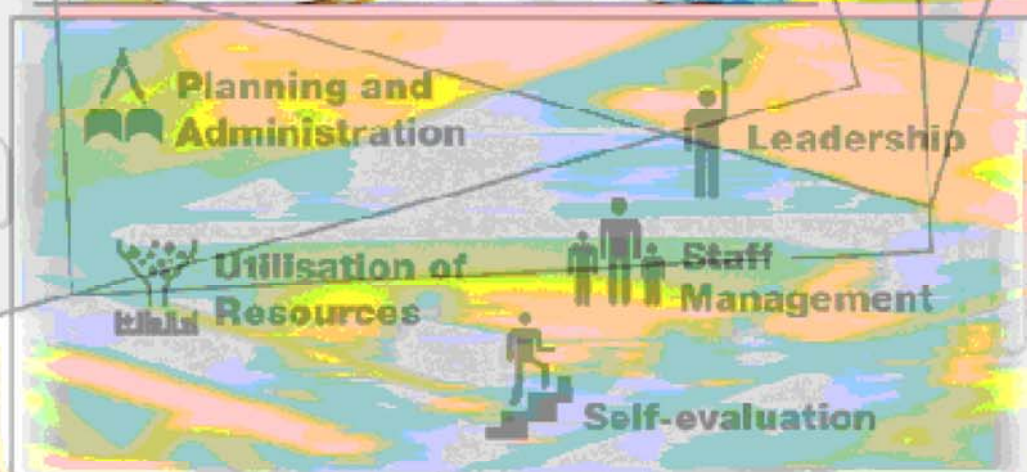 Planning and
Administration
Leadership
Utilisation of
Resources
Staff
Management
Self-evaluation